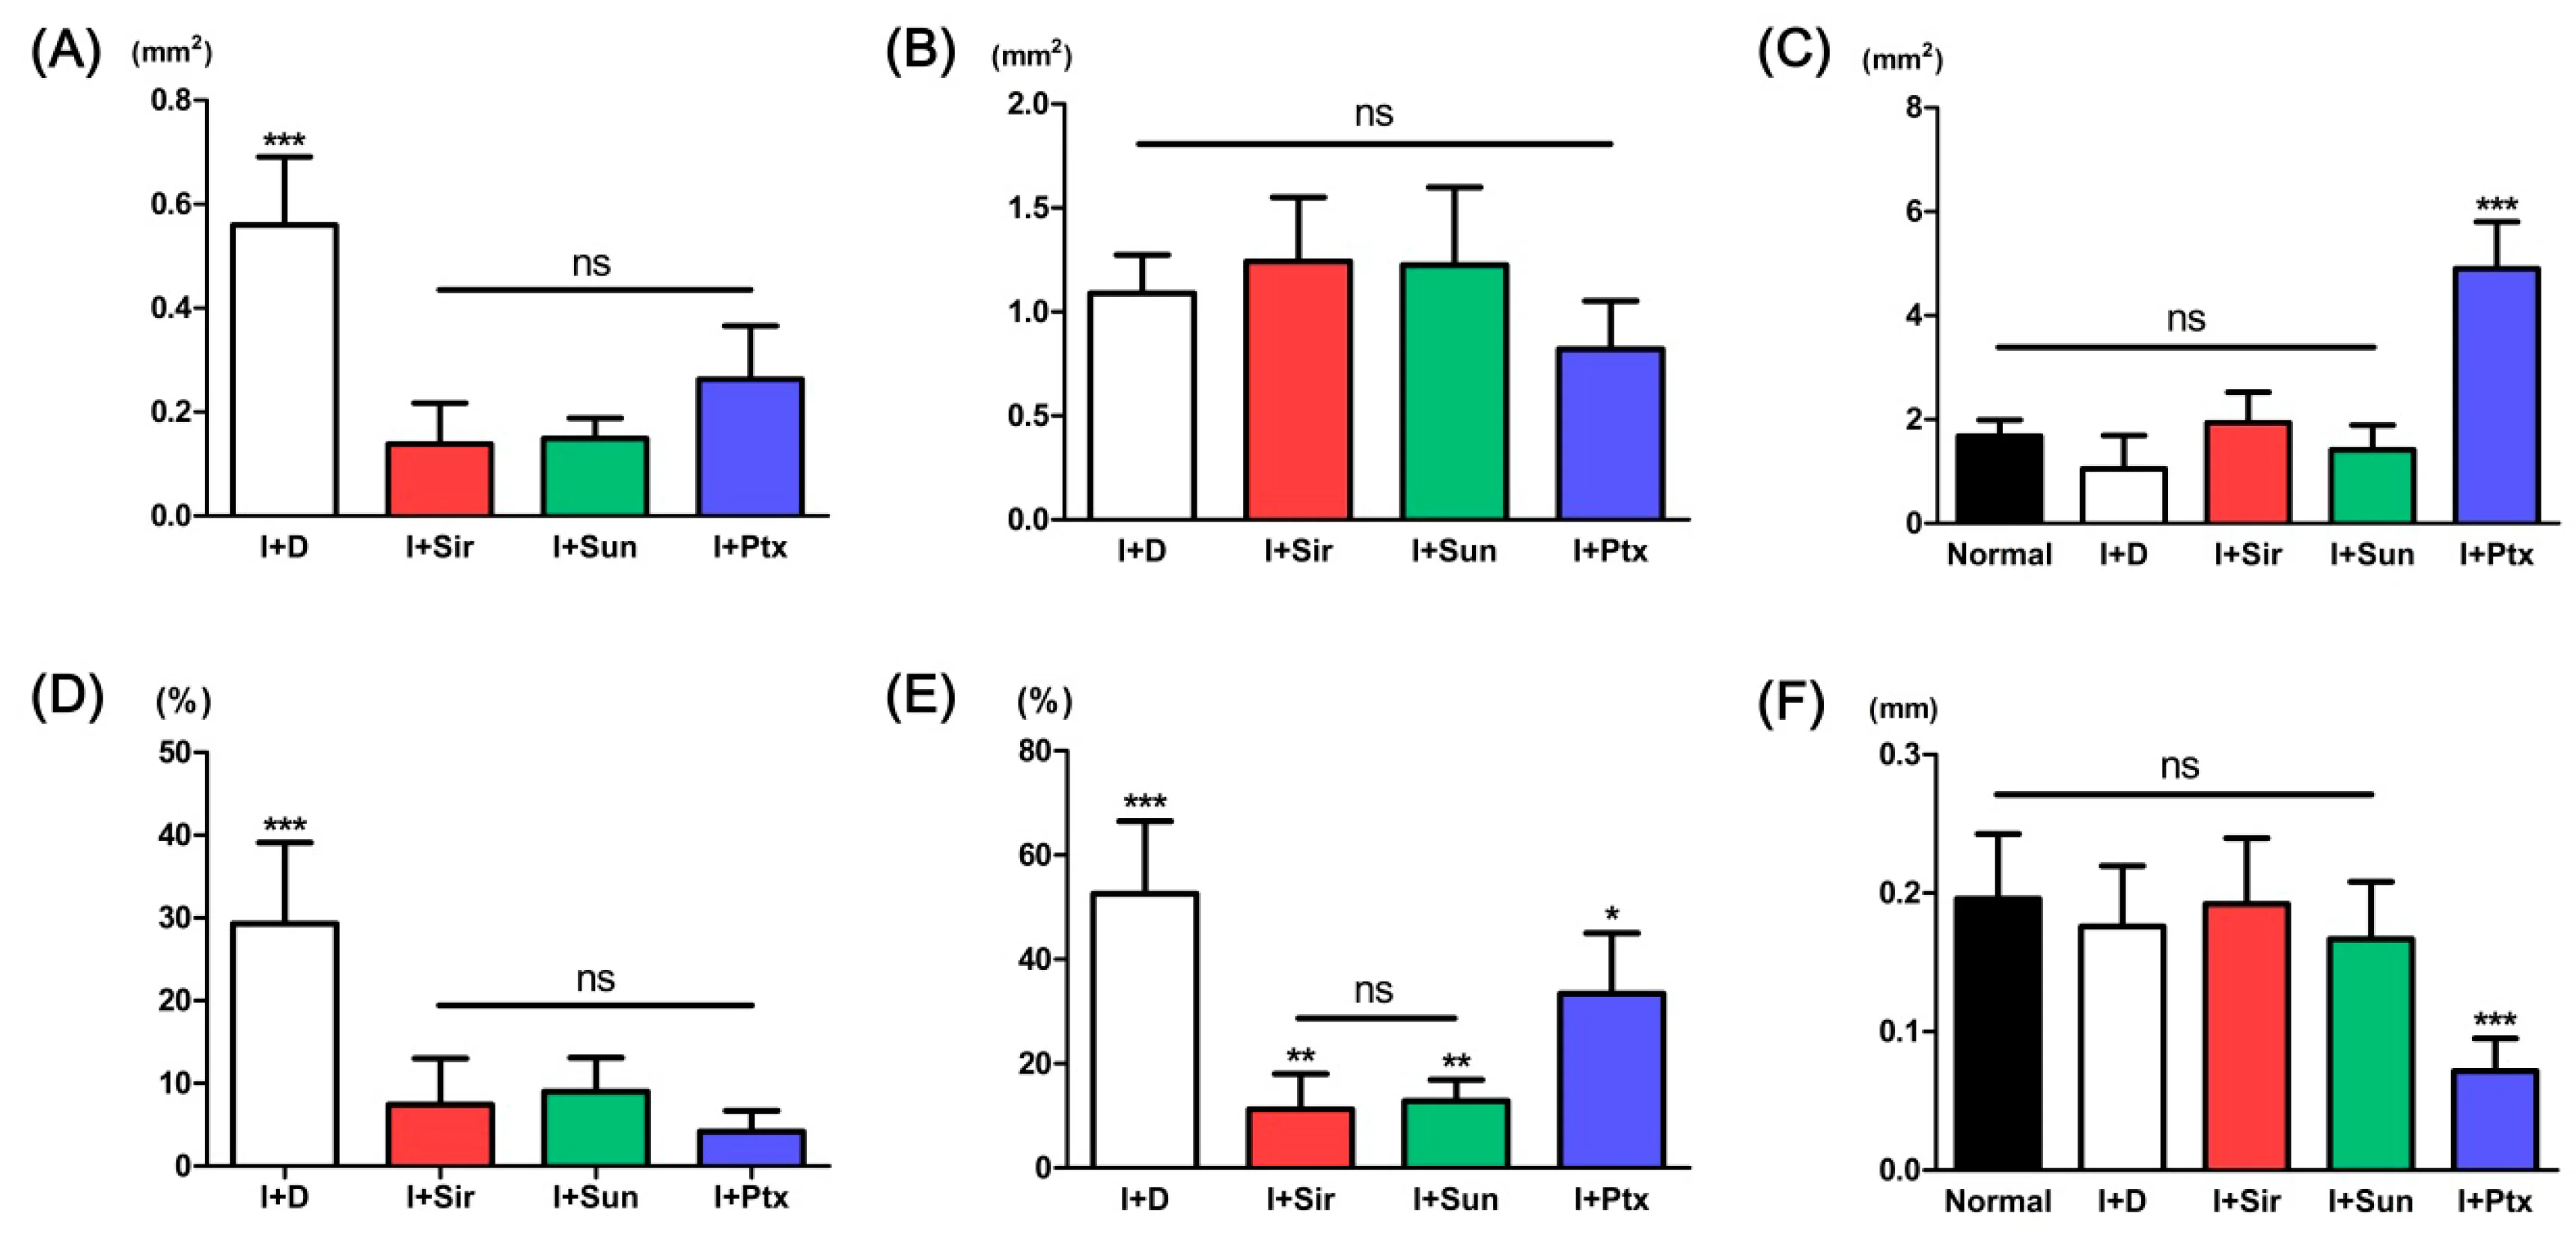 (A) (mm²)
0.8
0.6
0.4
0.2
0.0
***
ns
I+D I+Sir I+Sun I+Ptx
(B) (mm²)
2.0
1.5
1.0
0.5
0.0
ns
I+D I+Sir I+Sun I+Ptx
(C) (mm²)
8
6
4
2
0
ns
***
Normal I+D I+Sir I+Sun I+Ptx
(D) (%)
50
40
30
20
10
0
***
ns
I+D I+Sir I+Sun I+Ptx
(E) (%)
80
60
40
20
0
***
ns
** ** *
I+D I+Sir I+Sun I+Ptx
(F) (mm)
0.3
0.2
0.1
0.0
ns
***
Normal I+D I+Sir I+Sun I+Ptx